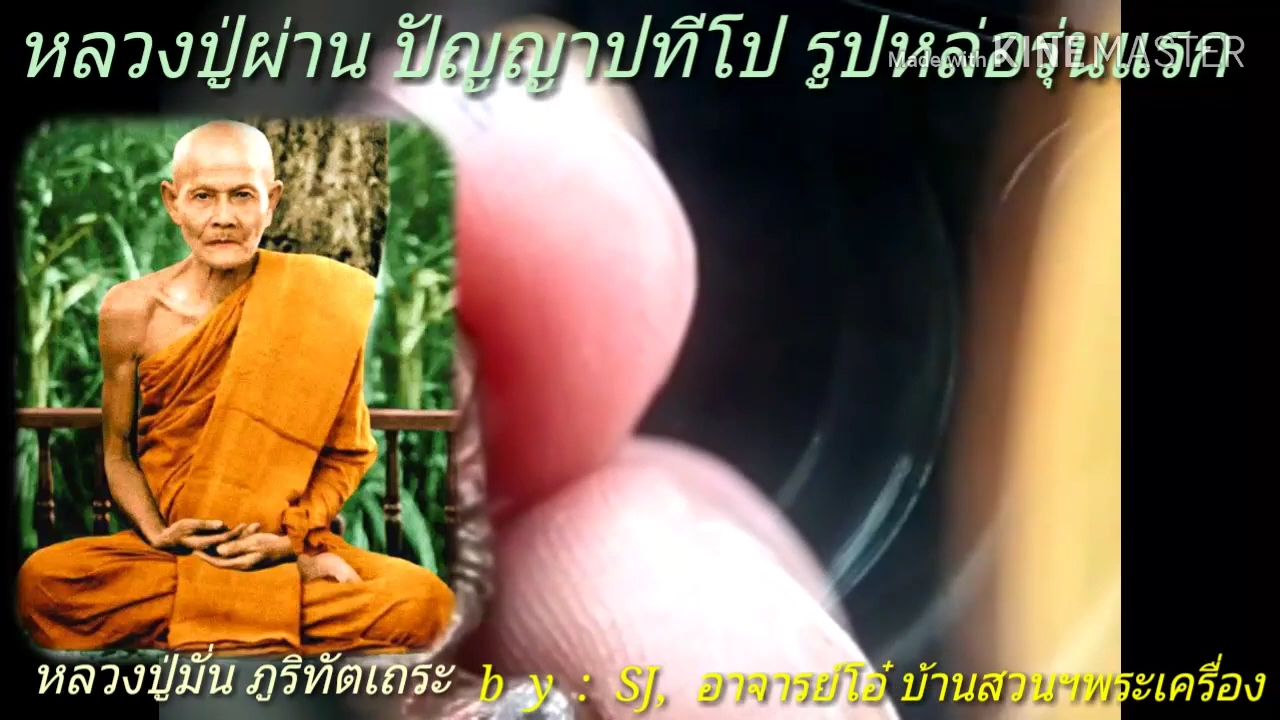 หลวงปู่ผ่าน ปัญญาปทีโป รูปหล่อรุ่นแรก
Made with KINEMASTER
หลวงปู่มั่น ภูริทัตเถระ
by : SJ, อาจารย์โอ๋ บ้านสวนฯพระเครื่อง